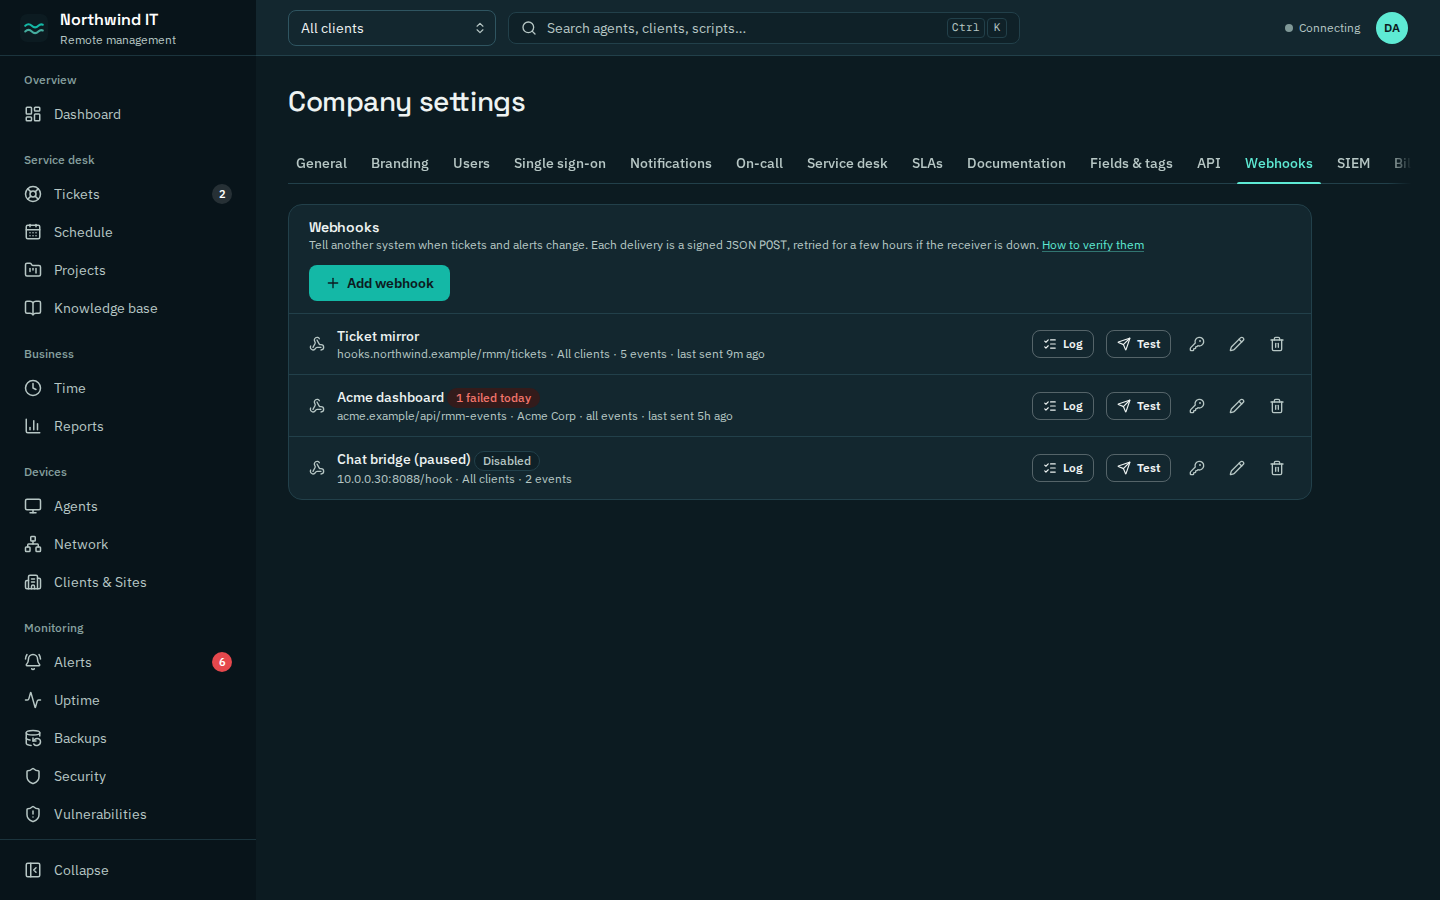 Northwind IT
Remote management
All clients
Search agents, clients, scripts...
Ctrl K
Connecting
DA
Overview
Dashboard
Service desk
Tickets 2
Schedule
Projects
Knowledge base
Business
Time
Reports
Devices
Agents
Network
Clients & Sites
Monitoring
Alerts 6
Uptime
Backups
Security
Vulnerabilities
Collapse
Company settings
General Branding Users Single sign-on Notifications On-call Service desk SLAs Documentation Fields & tags API Webhooks SIEM
Webhooks
Tell another system when tickets and alerts change. Each delivery is a signed JSON POST, retried for a few hours if the receiver is down. How to verify them
Add webhook
Ticket mirror
hooks.northwind.example/rmm/tickets · All clients · 5 events · last sent 9m ago
Log Test
Acme dashboard 1 failed today
acme.example/api/rmm-events · Acme Corp · all events · last sent 5h ago
Log Test
Chat bridge (paused) Disabled
10.0.0.30:8088/hook · All clients · 2 events
Log Test